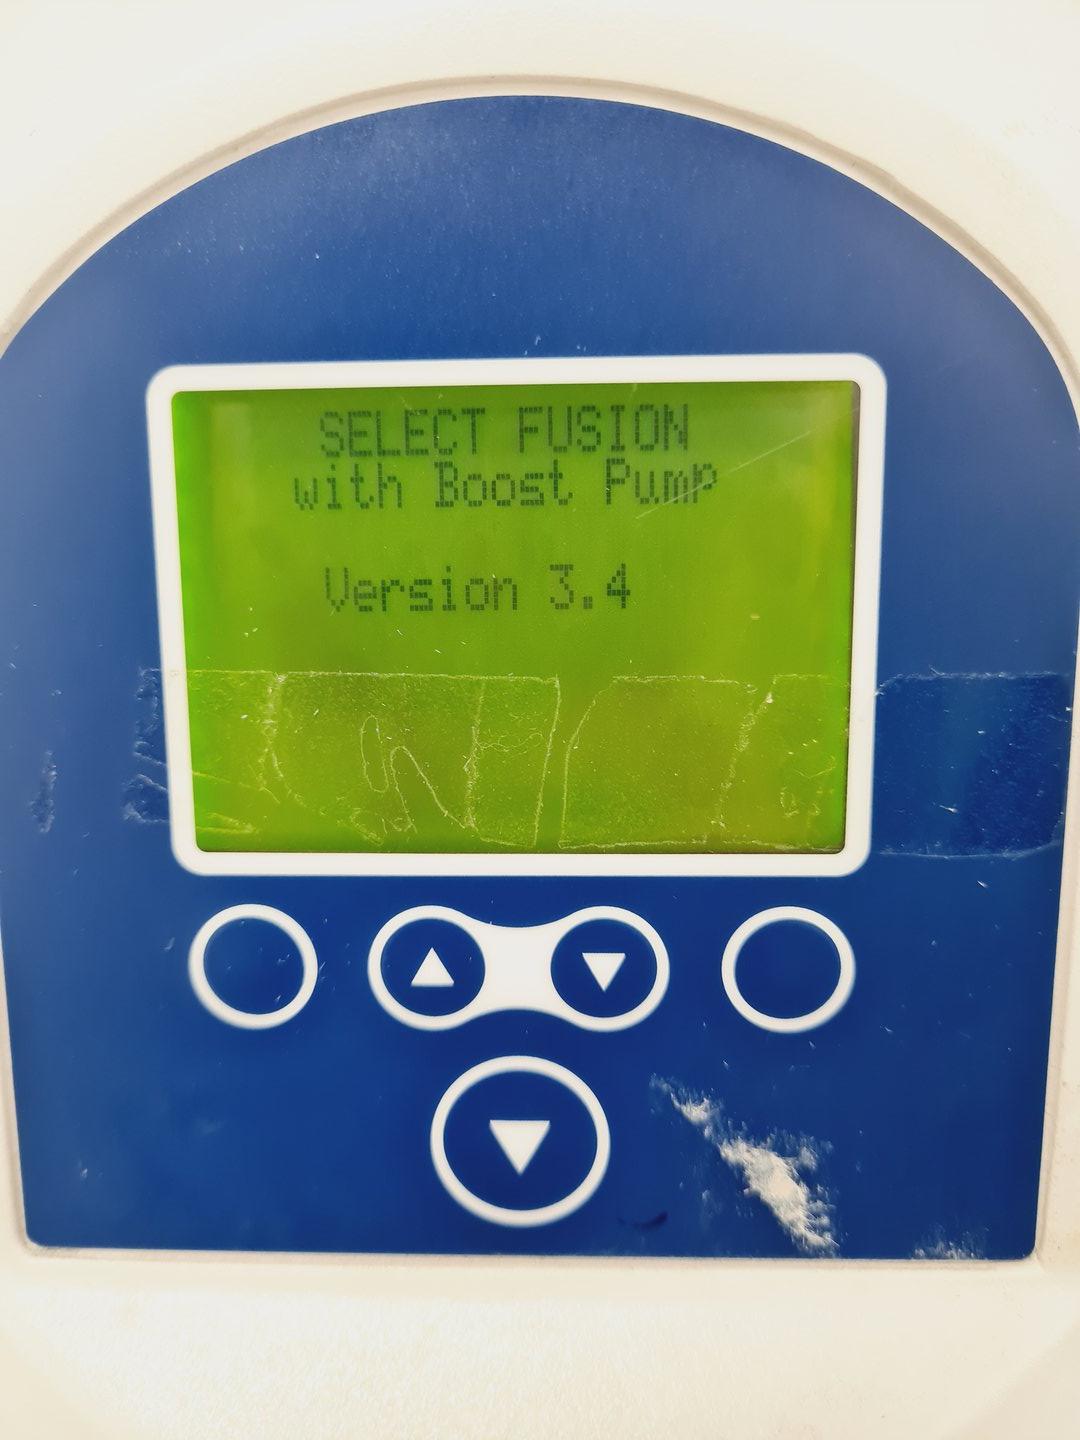 SELECT FUSION
with Boost Pump
Version 3.4